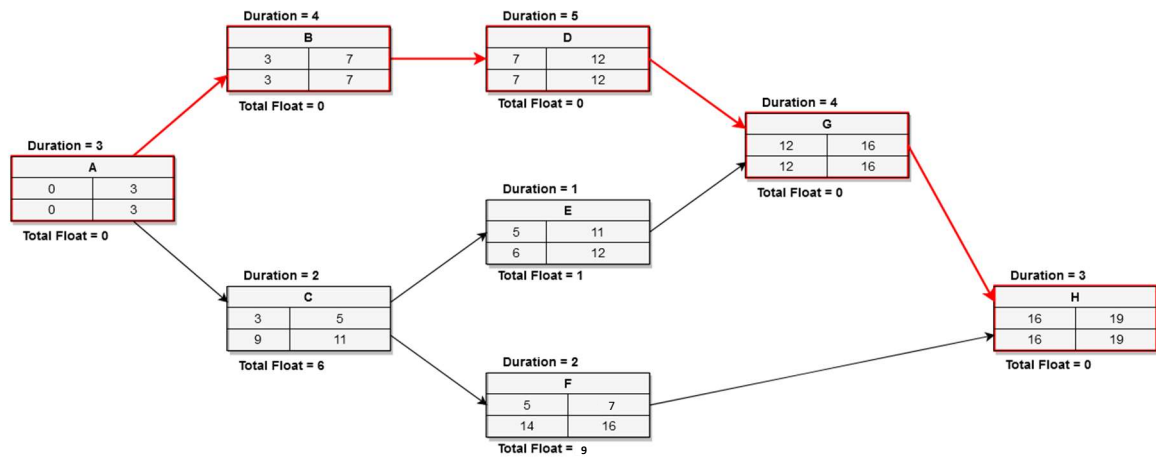 Duration = 4
B
3 7
3 7
Total Float = 0
Duration = 5
D
7 12
7 12
Total Float = 0
Duration = 4
G
12 16
12 16
Total Float = 0
Duration = 3
A
0 3
0 3
Total Float = 0
Duration = 1
E
5 11
6 12
Total Float = 1
Duration = 2
C
3 5
9 11
Total Float = 6
Duration = 3
H
16 19
16 19
Total Float = 0
Duration = 2
F
5 7
14 16
Total Float = 9